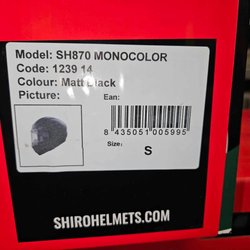 Model: SH870 MONOCOLOR
Code: 1239 14
Colour: Matt Black
Picture: Ean:
8 435051 005995
Size: S
SHIROHELMETS.COM